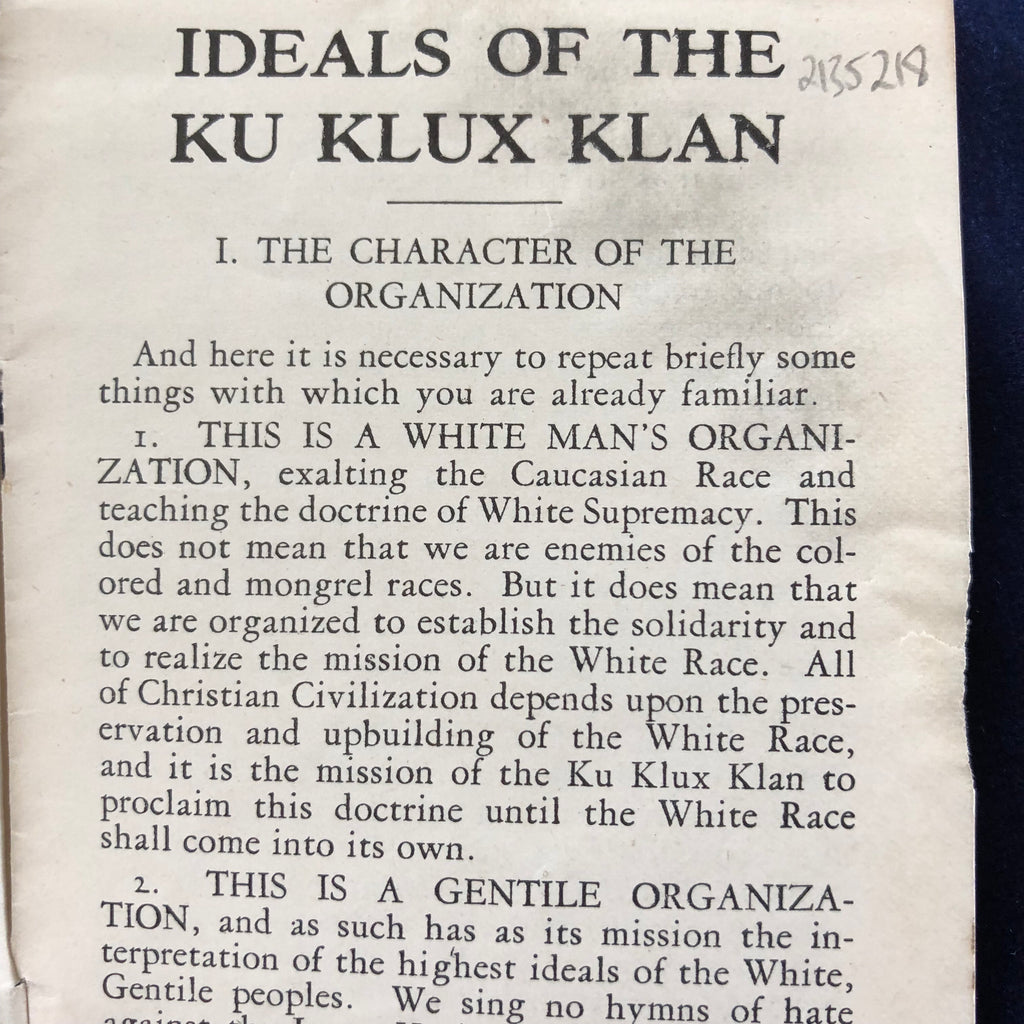 IDEALS OF THE
KU KLUX KLAN
2135218
I. THE CHARACTER OF THE
ORGANIZATION
And here it is necessary to repeat briefly some
things with which you are already familiar.
1. THIS IS A WHITE MAN'S ORGANI-
ZATION, exalting the Caucasian Race and
teaching the doctrine of White Supremacy. This
does not mean that we are enemies of the col-
ored and mongrel races. But it does mean that
we are organized to establish the solidarity and
to realize the mission of the White Race. All
of Christian Civilization depends upon the pres-
ervation and upbuilding of the White Race,
and it is the mission of the Ku Klux Klan to
proclaim this doctrine until the White Race
shall come into its own.
2. THIS IS A GENTILE ORGANIZA-
TION, and as such has as its mission the in-
terpretation of the highest ideals of the White,
Gentile peoples. We sing no hymns of hate
against the